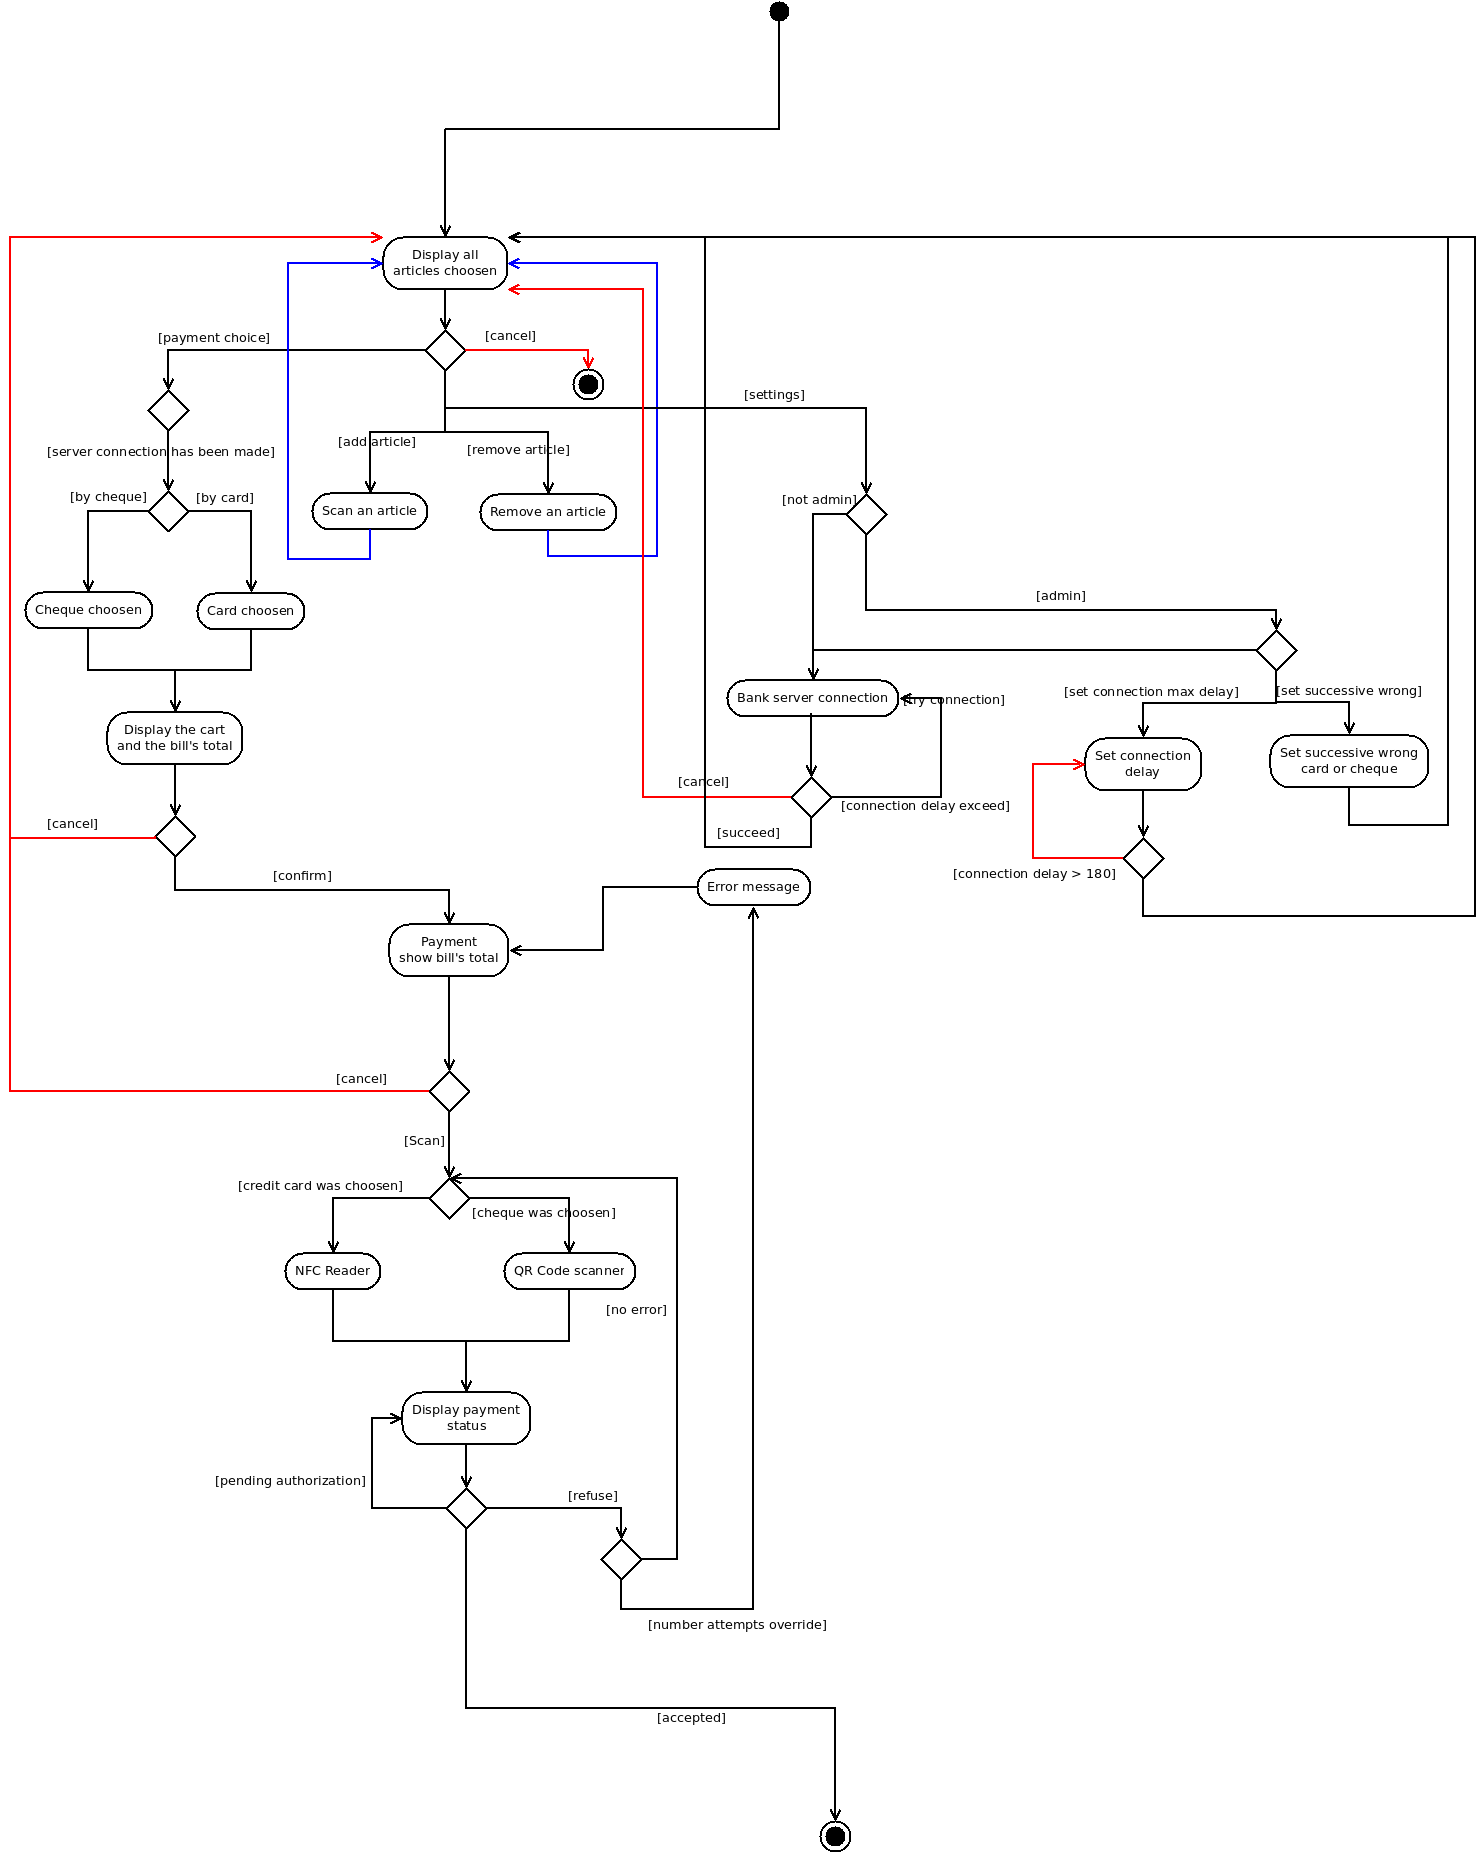 Display all
articles choosen
[payment choice]
[cancel]
[settings]
[add article]
[remove article]
[server connection has been made]
[by cheque]
[by card]
Scan an article
Remove an article
[not admin]
[admin]
Cheque choosen
Card choosen
Bank server connection
[try connection]
[set connection max delay]
[set successive wrong]
Display the cart
and the bill's total
Set connection
delay
Set successive wrong
card or cheque
[cancel]
[connection delay exceed]
[cancel]
[succeed]
[connection delay > 180]
[confirm]
Error message
Payment
show bill's total
[cancel]
[Scan]
[credit card was choosen]
[cheque was choosen]
NFC Reader
QR Code scanner
[no error]
Display payment
status
[pending authorization]
[refuse]
[number attempts override]
[accepted]